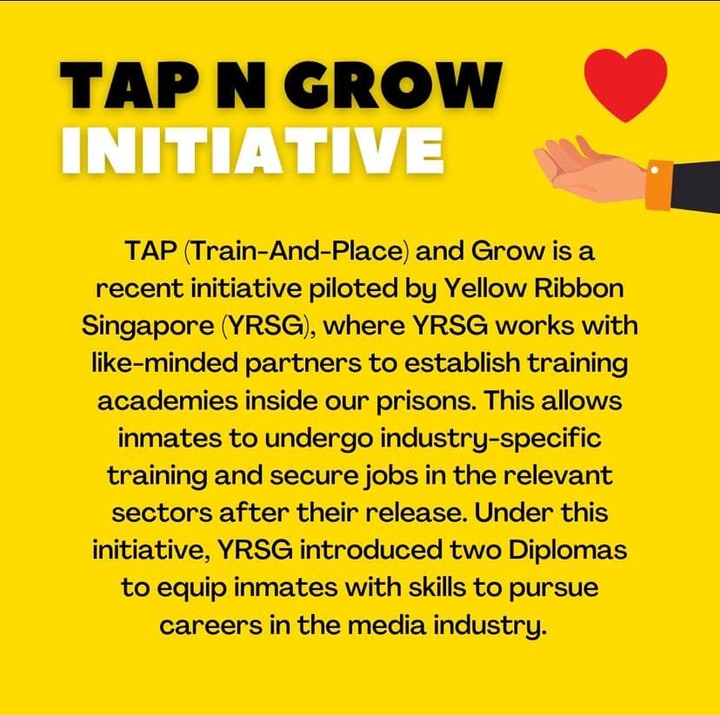 TAP N GROW
INITIATIVE
TAP (Train-And-Place) and Grow is a
recent initiative piloted by Yellow Ribbon
Singapore (YRSG), where YRSG works with
like-minded partners to establish training
academies inside our prisons. This allows
inmates to undergo industry-specific
training and secure jobs in the relevant
sectors after their release. Under this
initiative, YRSG introduced two Diplomas
to equip inmates with skills to pursue
careers in the media industry.